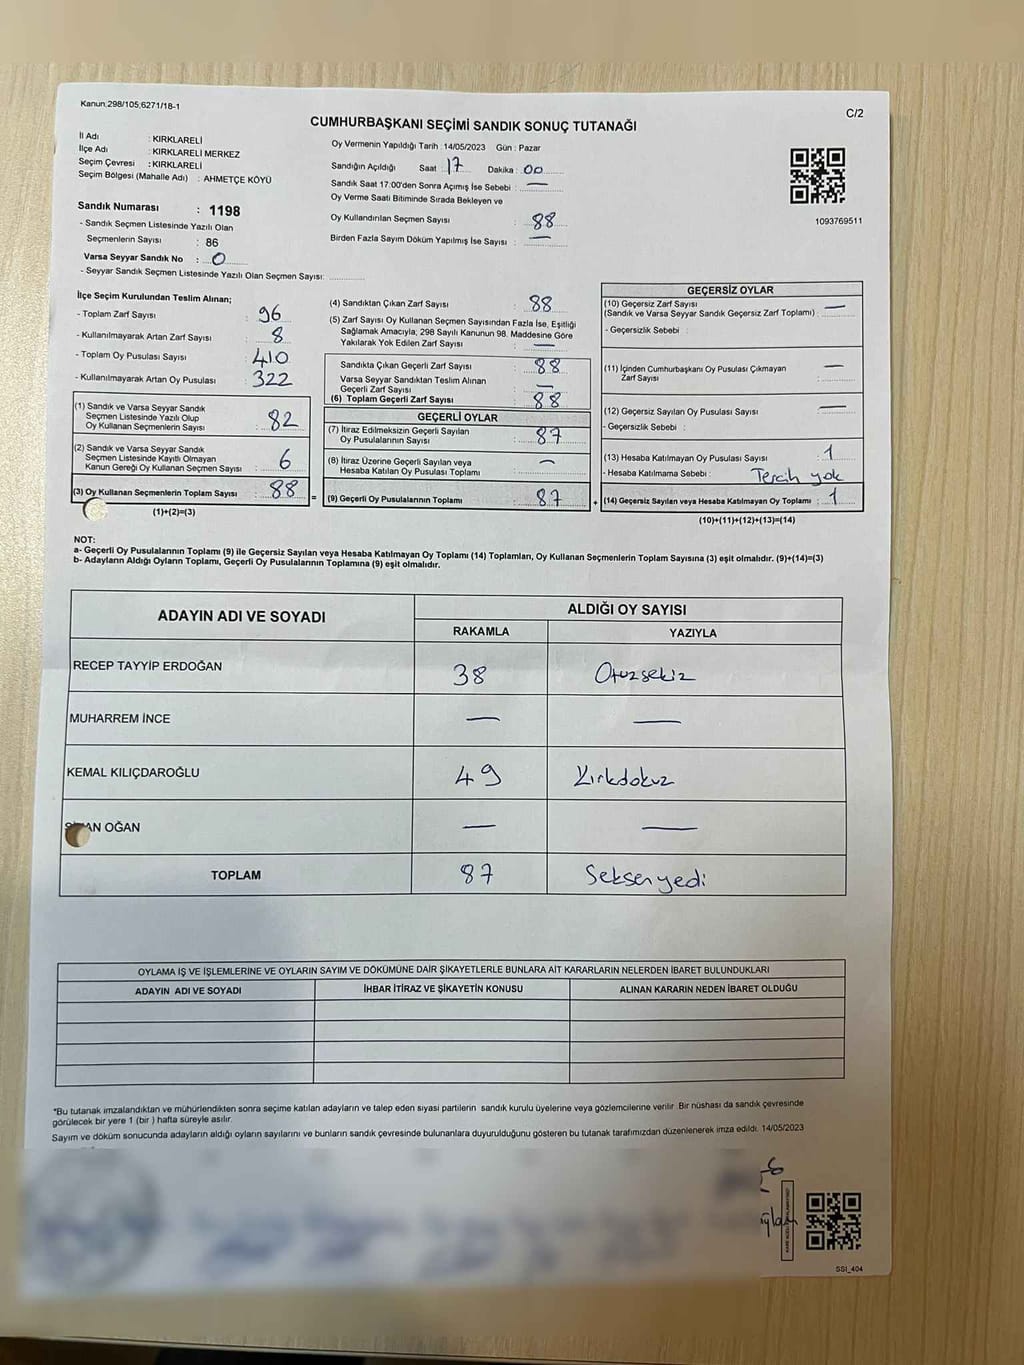 Kanun;298/105;6271/18-1
C/2
CUMHURBAŞKANI SEÇİMİ SANDIK SONUÇ TUTANAĞI
İl Adı : KIRKLARELİ
İlçe Adı : KIRKLARELİ MERKEZ
Seçim Çevresi : KIRKLARELİ
Seçim Bölgesi (Mahalle Adı) : AHMETÇE KÖYÜ
Sandık Numarası : 1198
- Sandık Seçmen Listesinde Yazılı Olan
Seçmenlerin Sayısı : 86
Varsa Seyyar Sandık No : 0
- Seyyar Sandık Seçmen Listesinde Yazılı Olan Seçmen Sayısı:
Oy Vermenin Yapıldığı Tarih : 14/05/2023 Gün : Pazar
Sandığın Açıldığı Saat : 17 Dakika : 00
Sandık Saat 17:00'den Sonra Açımış İse Sebebi : —
Oy Verme Saati Bitiminde Sırada Bekleyen ve
Oy Kullandırılan Seçmen Sayısı : 88
Birden Fazla Sayım Döküm Yapılmış İse Sayısı : —
1093769511
İlçe Seçim Kurulundan Teslim Alınan;
- Toplam Zarf Sayısı : 96
- Kullanılmayarak Artan Zarf Sayısı : 8
- Toplam Oy Pusulası Sayısı : 410
- Kullanılmayarak Artan Oy Pusulası : 322
(1) Sandık ve Varsa Seyyar Sandık
Seçmen Listesinde Yazılı Olup
Oy Kullanan Seçmenlerin Sayısı : 82
(2) Sandık ve Varsa Seyyar Sandık
Seçmen Listesinde Kayıtlı Olmayan
Kanun Gereği Oy Kullanan Seçmen Sayısı : 6
(3) Oy Kullanan Seçmenlerin Toplam Sayısı : 88
(1)+(2)=(3)
(4) Sandıktan Çıkan Zarf Sayısı : 88
(5) Zarf Sayısı Oy Kullanan Seçmen Sayısından Fazla İse, Eşitliği
Sağlamak Amacıyla; 298 Sayılı Kanunun 98. Maddesine Göre
Yakılarak Yok Edilen Zarf Sayısı : —
Sandıkta Çıkan Geçerli Zarf Sayısı : 88
Varsa Seyyar Sandıktan Teslim Alınan
Geçerli Zarf Sayısı : —
(6) Toplam Geçerli Zarf Sayısı : 88
GEÇERLİ OYLAR
(7) İtiraz Edilmeksizin Geçerli Sayılan
Oy Pusulalarının Sayısı : 87
(8) İtiraz Üzerine Geçerli Sayılan veya
Hesaba Katılan Oy Pusulası Toplamı : —
= (9) Geçerli Oy Pusulalarının Toplamı : 87
GEÇERSİZ OYLAR
(10) Geçersiz Zarf Sayısı
(Sandık ve Varsa Seyyar Sandık Geçersiz Zarf Toplamı) : —
- Geçersizlik Sebebi :
(11) İçinden Cumhurbaşkanı Oy Pusulası Çıkmayan
Zarf Sayısı : —
(12) Geçersiz Sayılan Oy Pusulası Sayısı : —
- Geçersizlik Sebebi :
(13) Hesaba Katılmayan Oy Pusulası Sayısı : 1
- Hesaba Katılmama Sebebi : Tercih yok
+ (14) Geçersiz Sayılan veya Hesaba Katılmayan Oy Toplamı : 1
(10)+(11)+(12)+(13)=(14)
NOT:
a- Geçerli Oy Pusulalarının Toplamı (9) ile Geçersiz Sayılan veya Hesaba Katılmayan Oy Toplamı (14) Toplamları, Oy Kullanan Seçmenlerin Toplam Sayısına (3) eşit olmalıdır. (9)+(14)=(3)
b- Adayların Aldığı Oyların Toplamı, Geçerli Oy Pusulalarının Toplamına (9) eşit olmalıdır.
ADAYIN ADI VE SOYADI ALDIĞI OY SAYISI
RAKAMLA YAZIYLA
RECEP TAYYİP ERDOĞAN 38 Otuzsekiz
MUHARREM İNCE — —
KEMAL KILIÇDAROĞLU 49 Kırkdokuz
OĞAN — —
TOPLAM 87 Seksenyedi
OYLAMA İŞ VE İŞLEMLERİNE VE OYLARIN SAYIM VE DÖKÜMÜNE DAİR ŞİKAYETLERLE BUNLARA AİT KARARLARIN NELERDEN İBARET BULUNDUKLARI
ADAYIN ADI VE SOYADI İHBAR İTİRAZ VE ŞİKAYETİN KONUSU ALINAN KARARIN NEDEN İBARET OLDUĞU
"Bu tutanak imzalandıktan ve mühürlendikten sonra seçime katılan adayların ve talep eden siyasi partilerin sandık kurulu üyelerine veya gözlemcilerine verilir. Bir nüshası da sandık çevresinde
görülecek bir yere 1 (bir ) hafta süreyle asılır.
Sayım ve döküm sonucunda adayların aldığı oyların sayılarını ve bunların sandık çevresinde bulunanlara duyurulduğunu gösteren bu tutanak tarafımızdan düzenlenerek imza edildi. 14/05/2023
SSI_404